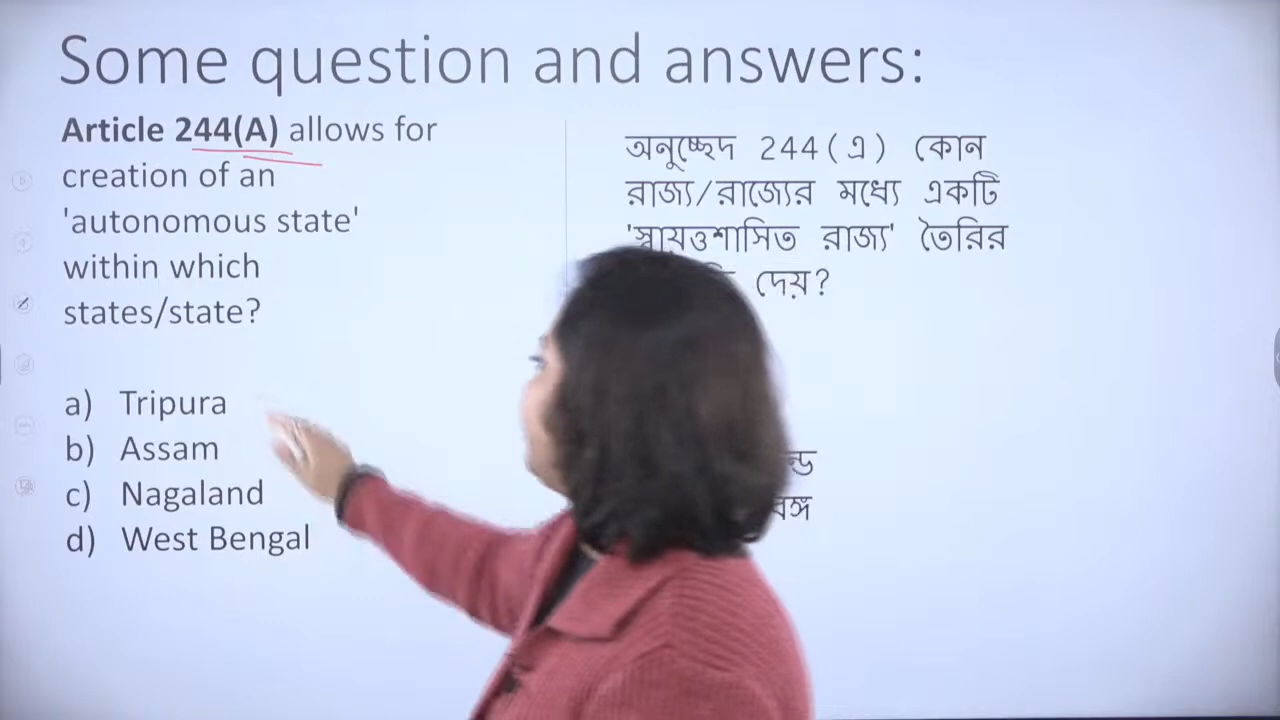 Some question and answers:
Article 244(A) allows for
creation of an
'autonomous state'
within which
states/state?
a) Tripura
b) Assam
c) Nagaland
d) West Bengal
অনুচ্ছেদ 244(এ) কোন
রাজ্য/রাজ্যের মধ্যে একটি
'স্বায়ত্তশাসিত রাজ্য' তৈরির
দেয়?